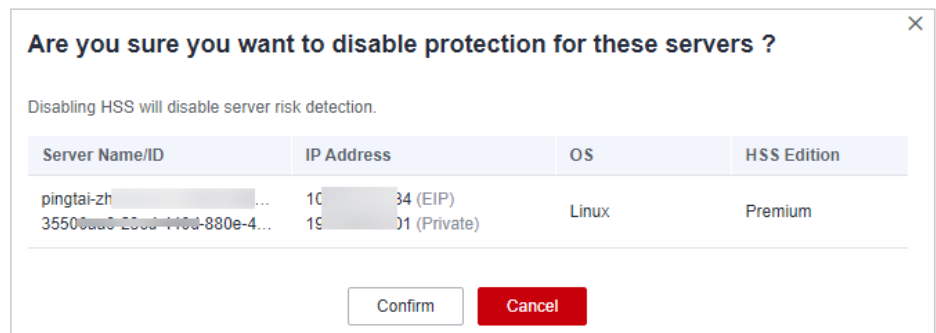 Are you sure you want to disable protection for these servers ?
Disabling HSS will disable server risk detection.
Server Name/ID IP Address OS HSS Edition
pingtai-zh ... 10 34 (EIP)
-880e-4... 19 01 (Private)
Linux Premium
Confirm Cancel